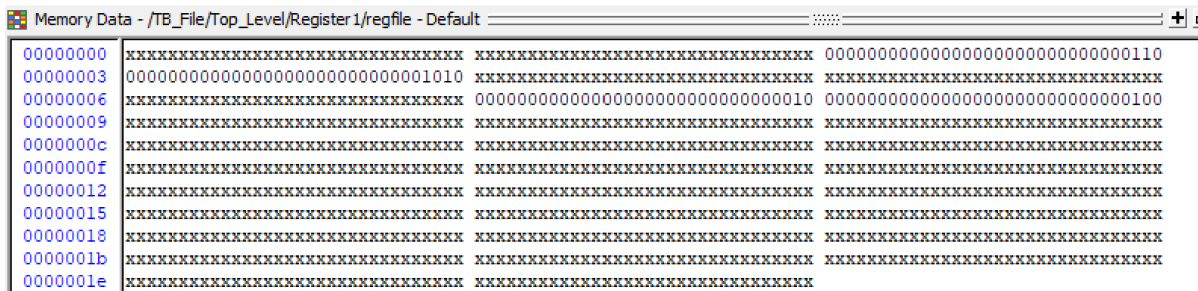 Memory Data - /TB_File/Top_Level/Register1/regfile - Default
00000000 xxxxxxxxxxxxxxxxxxxxxxxxxxxxxxxx xxxxxxxxxxxxxxxxxxxxxxxxxxxxxxxx 00000000000000000000000000000110
00000003 00000000000000000000000000001010 xxxxxxxxxxxxxxxxxxxxxxxxxxxxxxxx xxxxxxxxxxxxxxxxxxxxxxxxxxxxxxxx
00000006 xxxxxxxxxxxxxxxxxxxxxxxxxxxxxxxx 00000000000000000000000000000010 00000000000000000000000000000100
00000009 xxxxxxxxxxxxxxxxxxxxxxxxxxxxxxxx xxxxxxxxxxxxxxxxxxxxxxxxxxxxxxxx xxxxxxxxxxxxxxxxxxxxxxxxxxxxxxxx
0000000c xxxxxxxxxxxxxxxxxxxxxxxxxxxxxxxx xxxxxxxxxxxxxxxxxxxxxxxxxxxxxxxx xxxxxxxxxxxxxxxxxxxxxxxxxxxxxxxx
0000000f xxxxxxxxxxxxxxxxxxxxxxxxxxxxxxxx xxxxxxxxxxxxxxxxxxxxxxxxxxxxxxxx xxxxxxxxxxxxxxxxxxxxxxxxxxxxxxxx
00000012 xxxxxxxxxxxxxxxxxxxxxxxxxxxxxxxx xxxxxxxxxxxxxxxxxxxxxxxxxxxxxxxx xxxxxxxxxxxxxxxxxxxxxxxxxxxxxxxx
00000015 xxxxxxxxxxxxxxxxxxxxxxxxxxxxxxxx xxxxxxxxxxxxxxxxxxxxxxxxxxxxxxxx xxxxxxxxxxxxxxxxxxxxxxxxxxxxxxxx
00000018 xxxxxxxxxxxxxxxxxxxxxxxxxxxxxxxx xxxxxxxxxxxxxxxxxxxxxxxxxxxxxxxx xxxxxxxxxxxxxxxxxxxxxxxxxxxxxxxx
0000001b xxxxxxxxxxxxxxxxxxxxxxxxxxxxxxxx xxxxxxxxxxxxxxxxxxxxxxxxxxxxxxxx xxxxxxxxxxxxxxxxxxxxxxxxxxxxxxxx
0000001e xxxxxxxxxxxxxxxxxxxxxxxxxxxxxxxx xxxxxxxxxxxxxxxxxxxxxxxxxxxxxxxx